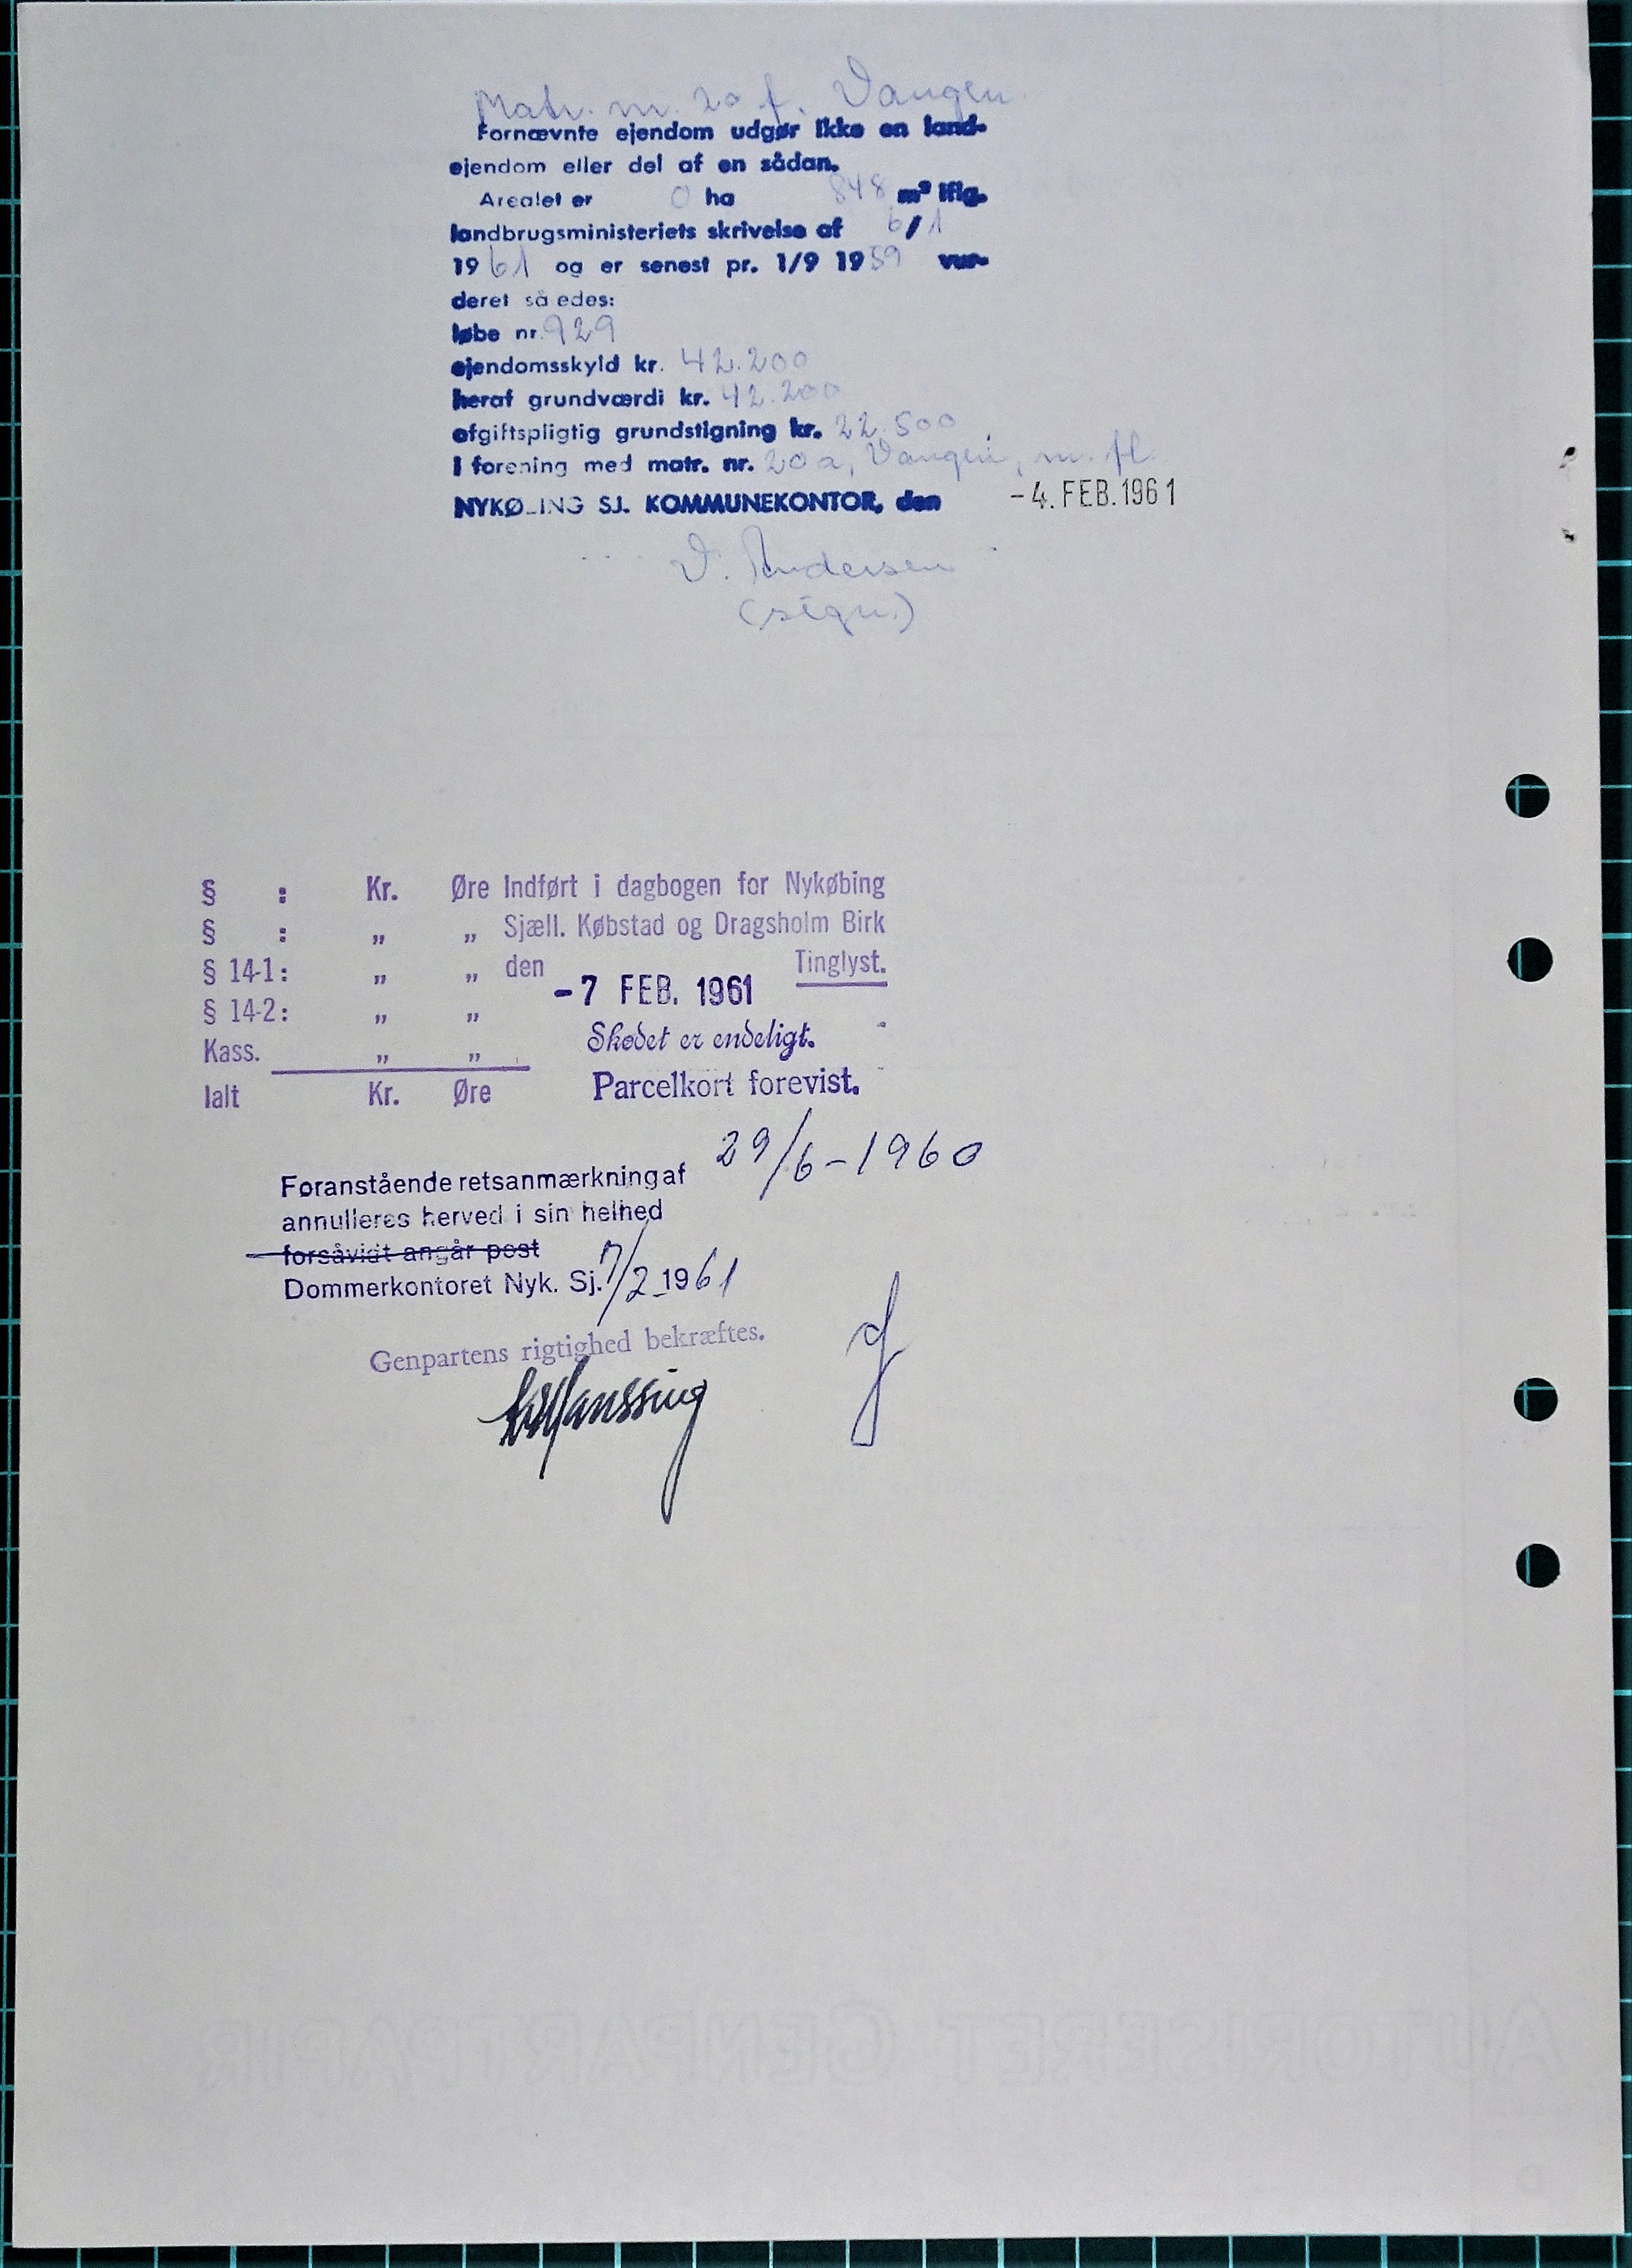 Matr. nr. 20 f. Vangen
Fornævnte ejendom udgør ikke en land-
ejendom eller del af en sådan.
Arealet er 0 ha 848 m² iflg.
landbrugsministeriets skrivelse af 6/1
1961 og er senest pr. 1/9 1959 vur-
deret så edes:
løbe nr. 929
ejendomsskyld kr. 42.200
heraf grundværdi kr. 42.200
afgiftspligtig grundstigning kr. 22.500
i forening med matr. nr. 20a, Vangen, m. fl.
NYKØBING SJ. KOMMUNEKONTOR, den -4. FEB. 1961
V. Andersen
(sign.)
§ : Kr. Øre Indført i dagbogen for Nykøbing
§ : „ „ Sjæll. Købstad og Dragsholm Birk
§ 14-1: „ „ den -7 FEB. 1961 Tinglyst.
§ 14-2: „ „ Skødet er endeligt.
Kass. „ „
Ialt Kr. Øre Parcelkort forevist.
Foranstående retsanmærkning af 29/6-1960
annulleres herved i sin helhed
forsåvidt angår post
Dommerkontoret Nyk. Sj. 7/2 1961
Genpartens rigtighed bekræftes.
AUTORISERET GENPARTPAPIR